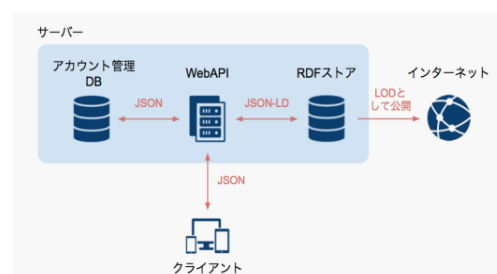 サーバー
アカウント管理
DB
WebAPI
RDFストア
インターネット
JSON
JSON-LD
LODと
して公開
JSON
クライアント